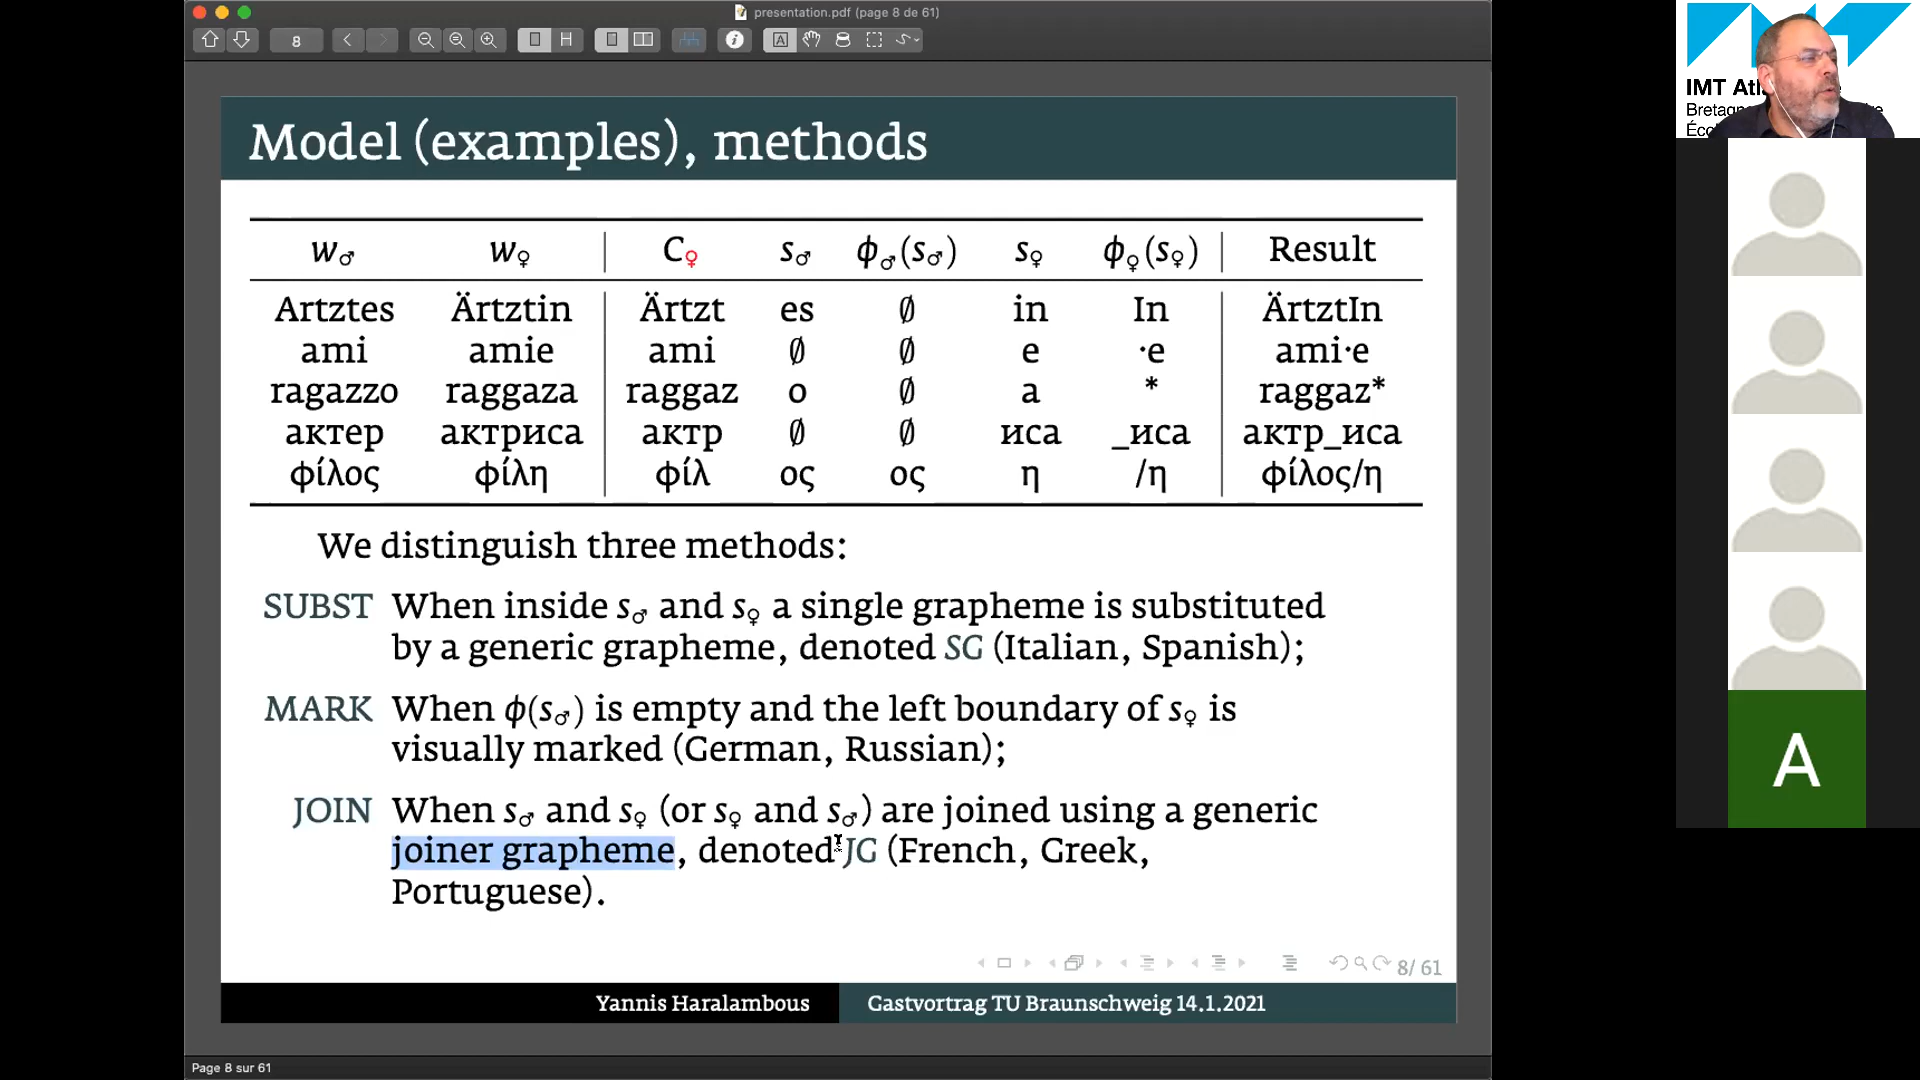 presentation.pdf (page 8 de 61)
8
Model (examples), methods
w♂ w♀ C♀ s♂ ϕ♂(s♂) s♀ ϕ♀(s♀) Result
Artztes Ärtztin Ärtzt es ∅ in In ÄrtztIn
ami amie ami ∅ ∅ e ·e ami·e
ragazzo raggaza raggaz o ∅ a * raggaz*
актер актриса актр ∅ ∅ иса _иса актр_иса
φίλος φίλη φίλ ος ος η /η φίλος/η
We distinguish three methods:
SUBST When inside s♂ and s♀ a single grapheme is substituted
by a generic grapheme, denoted SG (Italian, Spanish);
MARK When ϕ(s♂) is empty and the left boundary of s♀ is
visually marked (German, Russian);
JOIN When s♂ and s♀ (or s♀ and s♂) are joined using a generic
joiner grapheme, denoted JG (French, Greek,
Portuguese).
8/ 61
Yannis Haralambous Gastvortrag TU Braunschweig 14.1.2021
Page 8 sur 61
IMT
A